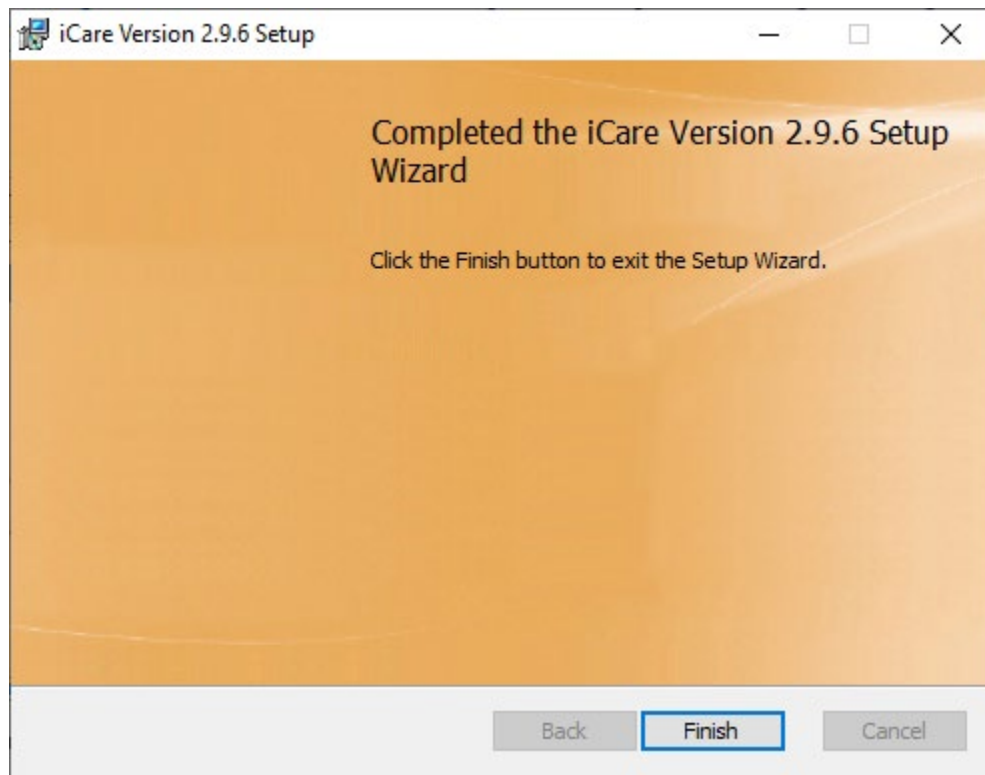 iCare Version 2.9.6 Setup
Completed the iCare Version 2.9.6 Setup
Wizard
Click the Finish button to exit the Setup Wizard.
Back Finish Cancel